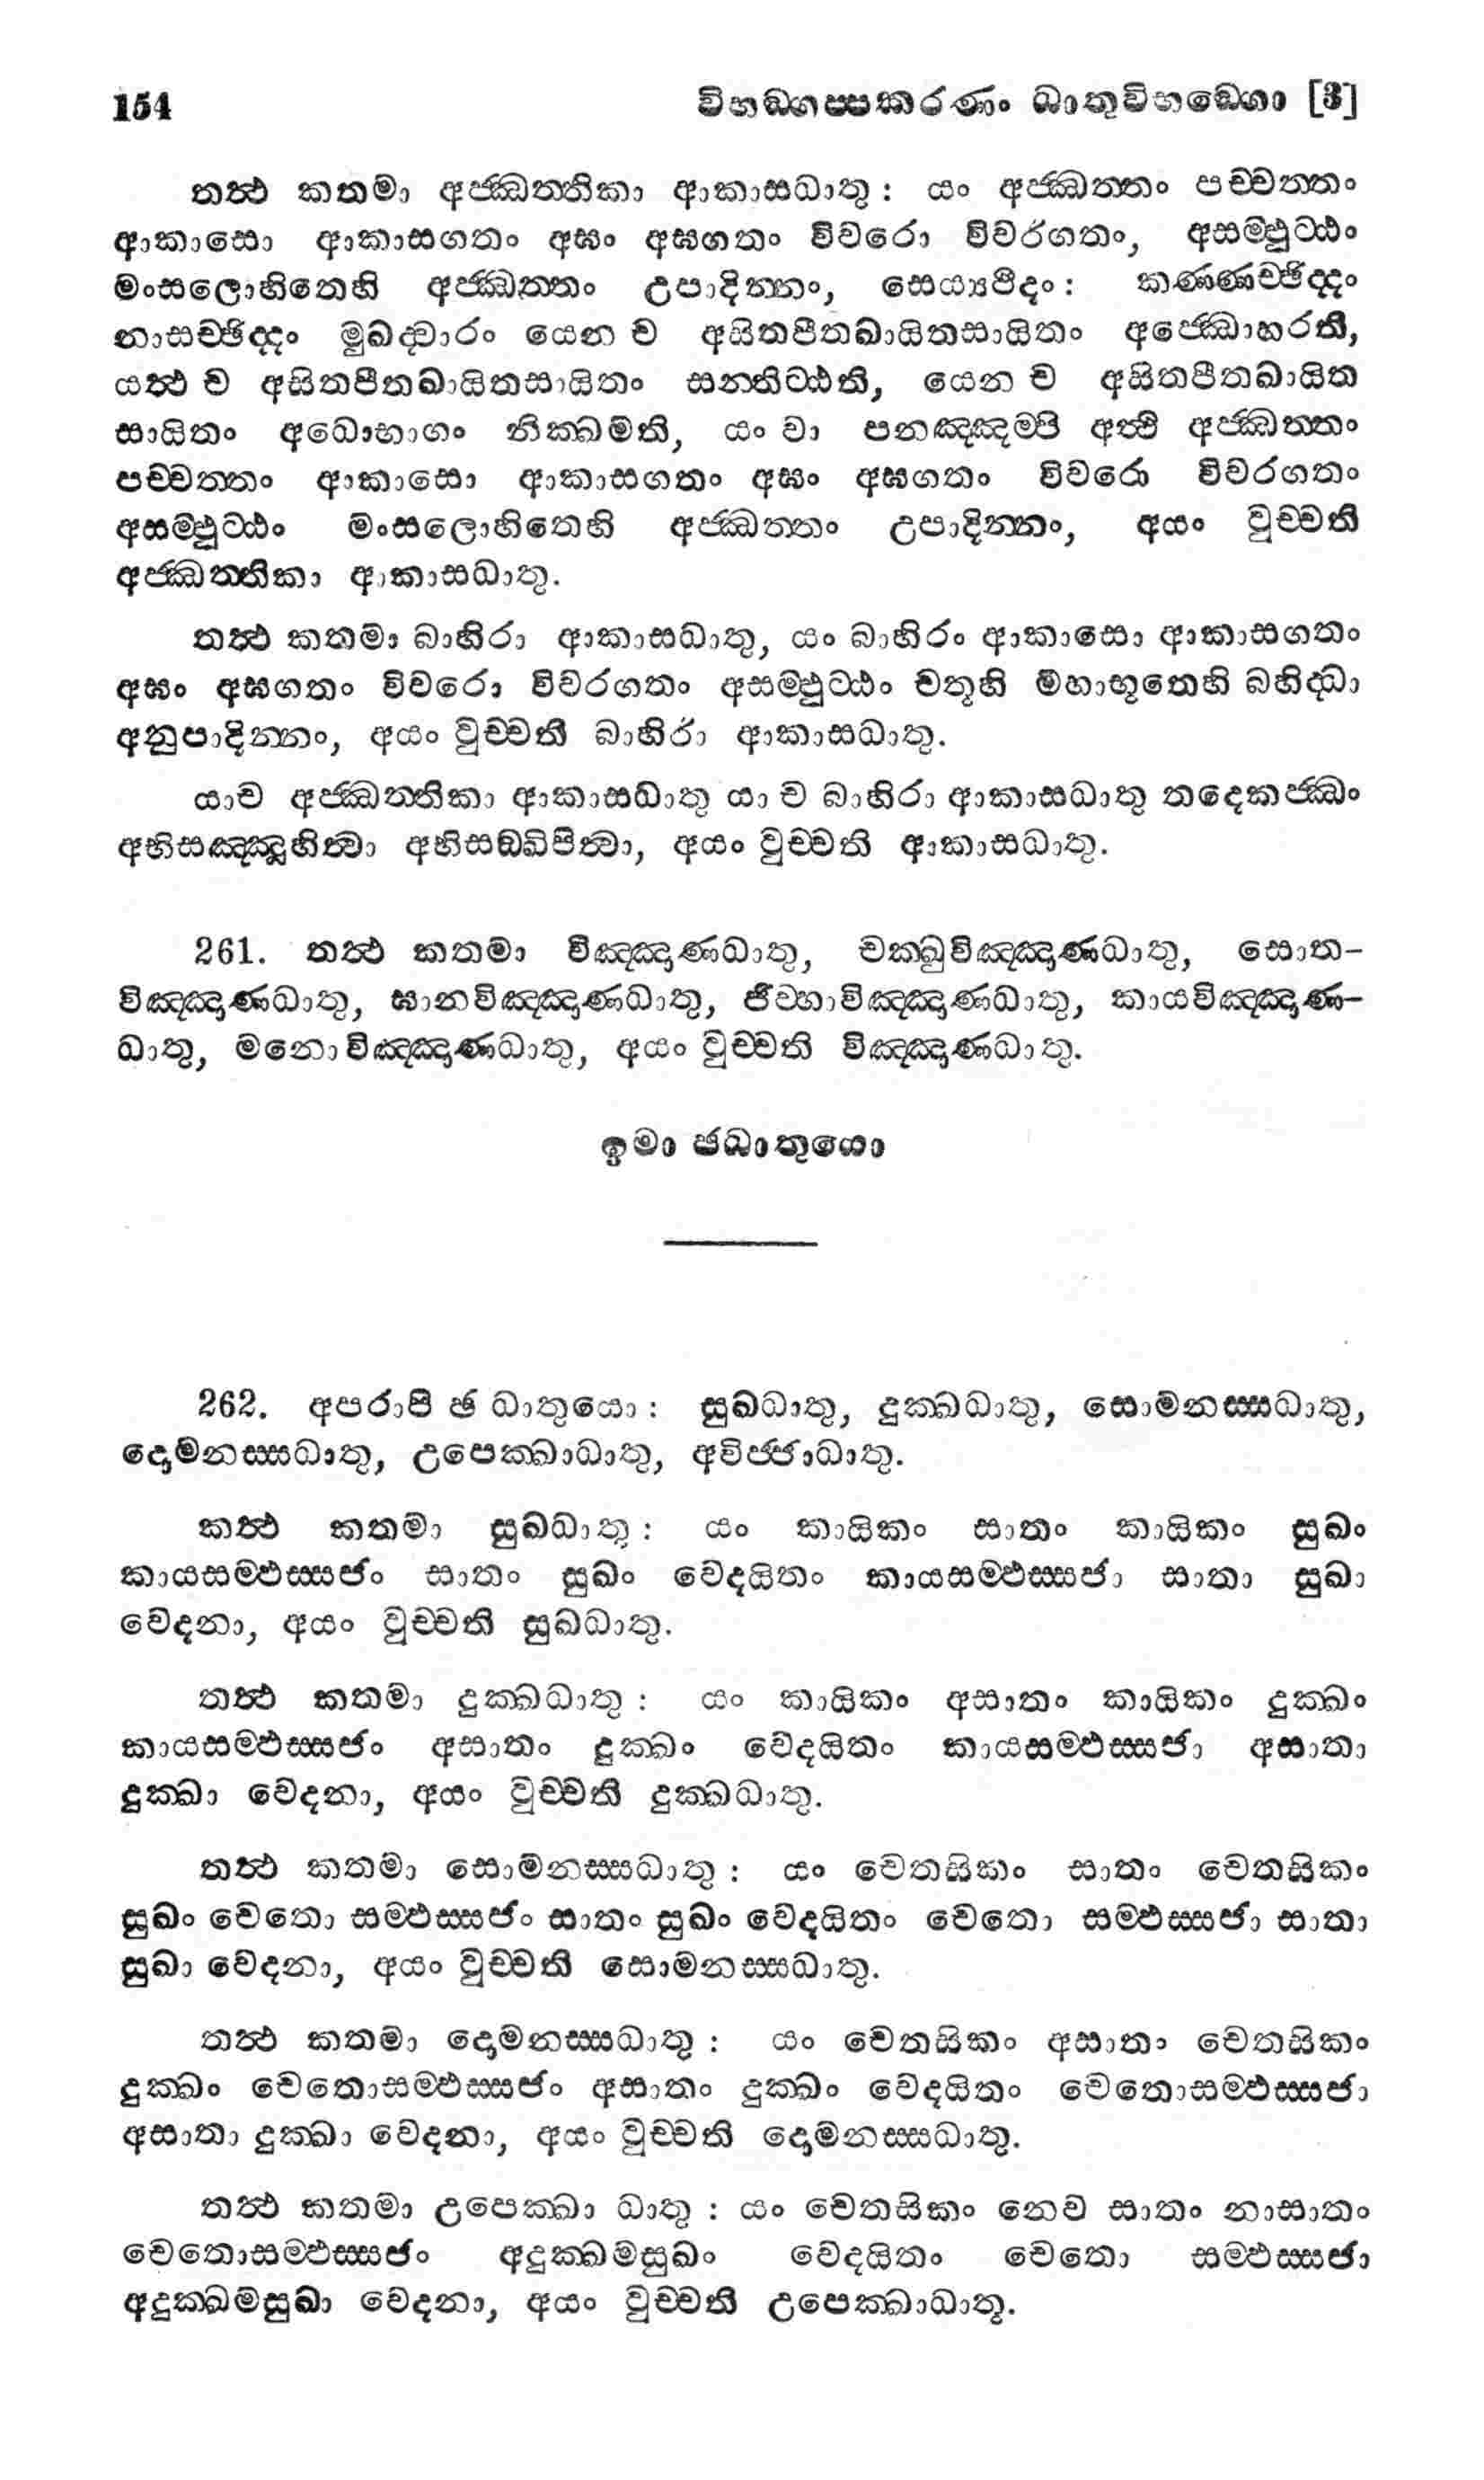 154 විභඞ්ගප්පකරණං ධාතුවිභඞ්ගො [3]
තත්ථ කතමා අජ්ඣත්තිකා ආකාසධාතු : යං අජ්ඣත්තං පච්චත්තං
ආකාසො ආකාසගතං අඝං අඝගතං විවරො විවරගතං, අසම්ඵුට්ඨං
මංසලොහිතෙහි අජ්ඣත්තං උපාදින්නං, සෙය්‍යථීදං : කණ්ණච්ඡිද්දං
නාසච්ඡිද්දං මුඛද්වාරං යෙන ච අසිතපීතඛායිතසායිතං අජ්ඣොහරති,
යත්ථ ච අසිතපීතඛායිතසායිතං සන්තිට්ඨති, යෙන ච අසිතපීතඛායිත
සායිතං අධොභාගං නික්ඛමති, යං වා පනඤ්ඤම්පි අත්ථි අජ්ඣත්තං
පච්චත්තං ආකාසො ආකාසගතං අඝං අඝගතං විවරො විවරගතං
අසම්ඵුට්ඨං මංසලොහිතෙහි අජ්ඣත්තං උපාදින්නං, අයං වුච්චති
අජ්ඣත්තිකා ආකාසධාතු.
තත්ථ කතමා බාහිරා ආකාසධාතු, යං බාහිරං ආකාසො ආකාසගතං
අඝං අඝගතං විවරො විවරගතං අසම්ඵුට්ඨං චතූහි මහාභූතෙහි බහිද්ධා
අනුපාදින්නං, අයං වුච්චති බාහිරා ආකාසධාතු.
යාච අජ්ඣත්තිකා ආකාසධාතු යා ච බාහිරා ආකාසධාතු තදෙකජ්ඣං
අභිසඤ්ඤූහිත්වා අභිසඞ්ඛිපිත්වා, අයං වුච්චති ආකාසධාතු.
261. තත්ථ කතමා විඤ්ඤාණධාතු, චක්ඛුවිඤ්ඤාණධාතු, සොත-
විඤ්ඤාණධාතු, ඝානවිඤ්ඤාණධාතු, ජිව්හාවිඤ්ඤාණධාතු, කායවිඤ්ඤාණ-
ධාතු, මනොවිඤ්ඤාණධාතු, අයං වුච්චති විඤ්ඤාණධාතු.
ඉමා ඡධාතුයො
262. අපරාපි ඡ ධාතුයො : සුඛධාතු, දුක්ඛධාතු, සොමනස්සධාතු,
දොමනස්සධාතු, උපෙක්ඛාධාතු, අවිජ්ජාධාතු.
කත්ථ කතමා සුඛධාතු : යං කායිකං සාතං කායිකං සුඛං
කායසම්ඵස්සජං සාතං සුඛං වෙදයිතං කායසම්ඵස්සජා සාතා සුඛා
වෙදනා, අයං වුච්චති සුඛධාතු.
තත්ථ කතමා දුක්ඛධාතු : යං කායිකං අසාතං කායිකං දුක්ඛං
කායසම්ඵස්සජං අසාතං දුක්ඛං වෙදයිතං කායසම්ඵස්සජා අසාතා
දුක්ඛා වෙදනා, අයං වුච්චති දුක්ඛධාතු.
තත්ථ කතමා සොමනස්සධාතු : යං චෙතසිකං සාතං චෙතසිකං
සුඛං චෙතො සම්ඵස්සජං සාතං සුඛං වෙදයිතං චෙතො සම්ඵස්සජා සාතා
සුඛා වෙදනා, අයං වුච්චති සොමනස්සධාතු.
තත්ථ කතමා දොමනස්සධාතු : යං චෙතසිකං අසාතං චෙතසිකං
දුක්ඛං චෙතොසම්ඵස්සජං අසාතං දුක්ඛං වෙදයිතං චෙතොසම්ඵස්සජා
අසාතා දුක්ඛා වෙදනා, අයං වුච්චති දොමනස්සධාතු.
තත්ථ කතමා උපෙක්ඛා ධාතු : යං චෙතසිකං නෙව සාතං නාසාතං
චෙතොසම්ඵස්සජං අදුක්ඛමසුඛං වෙදයිතං චෙතො සම්ඵස්සජා
අදුක්ඛමසුඛා වෙදනා, අයං වුච්චති උපෙක්ඛාධාතූ.